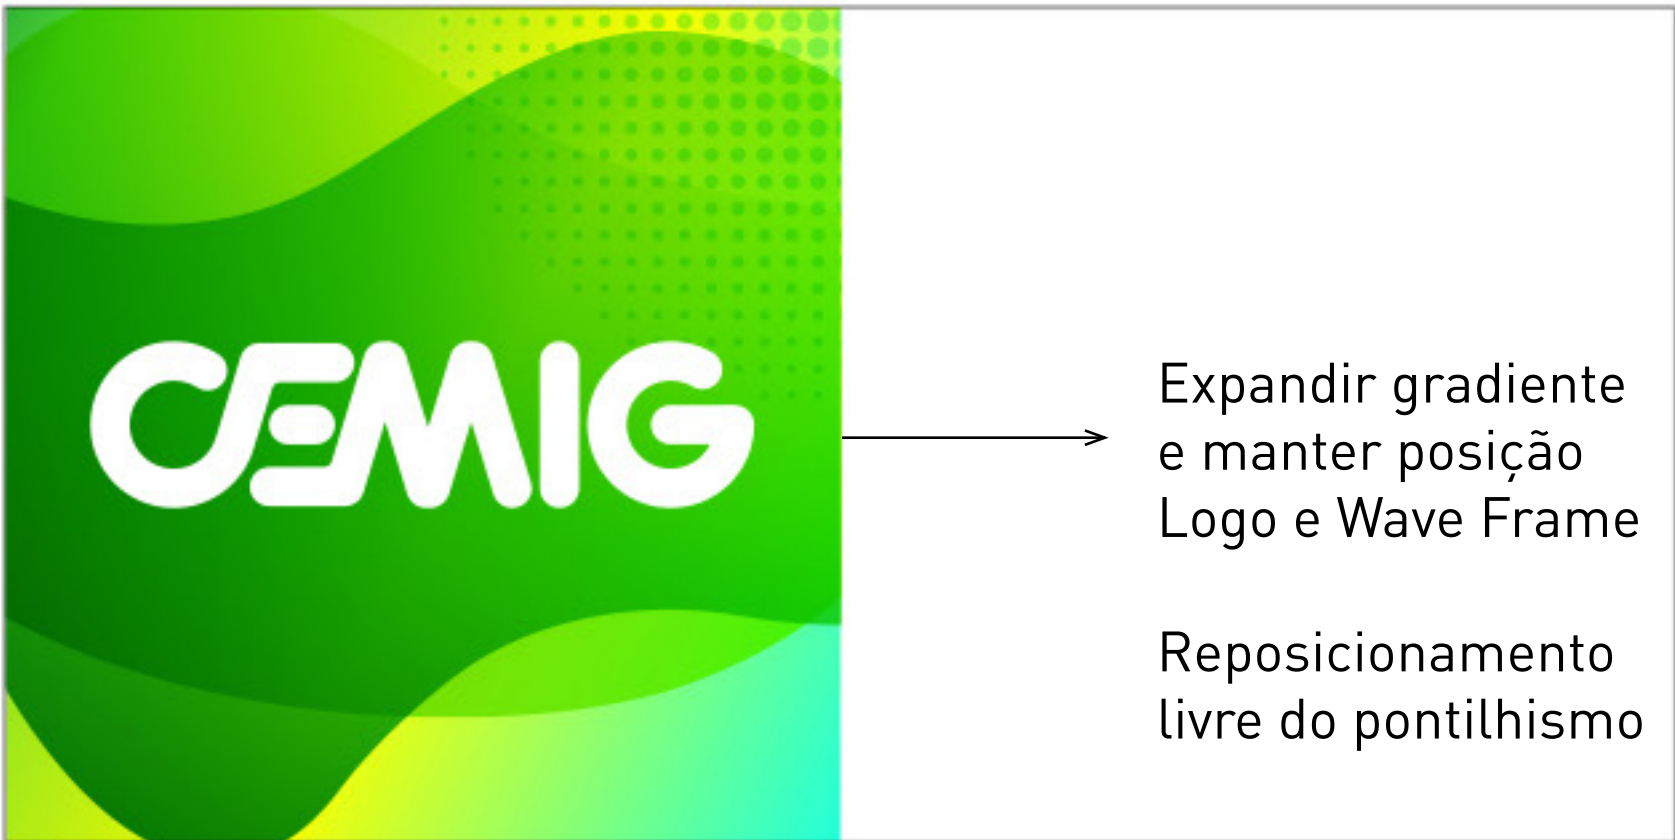 CEMIG
Expandir gradiente
e manter posição
Logo e Wave Frame
Reposicionamento
livre do pontilhismo